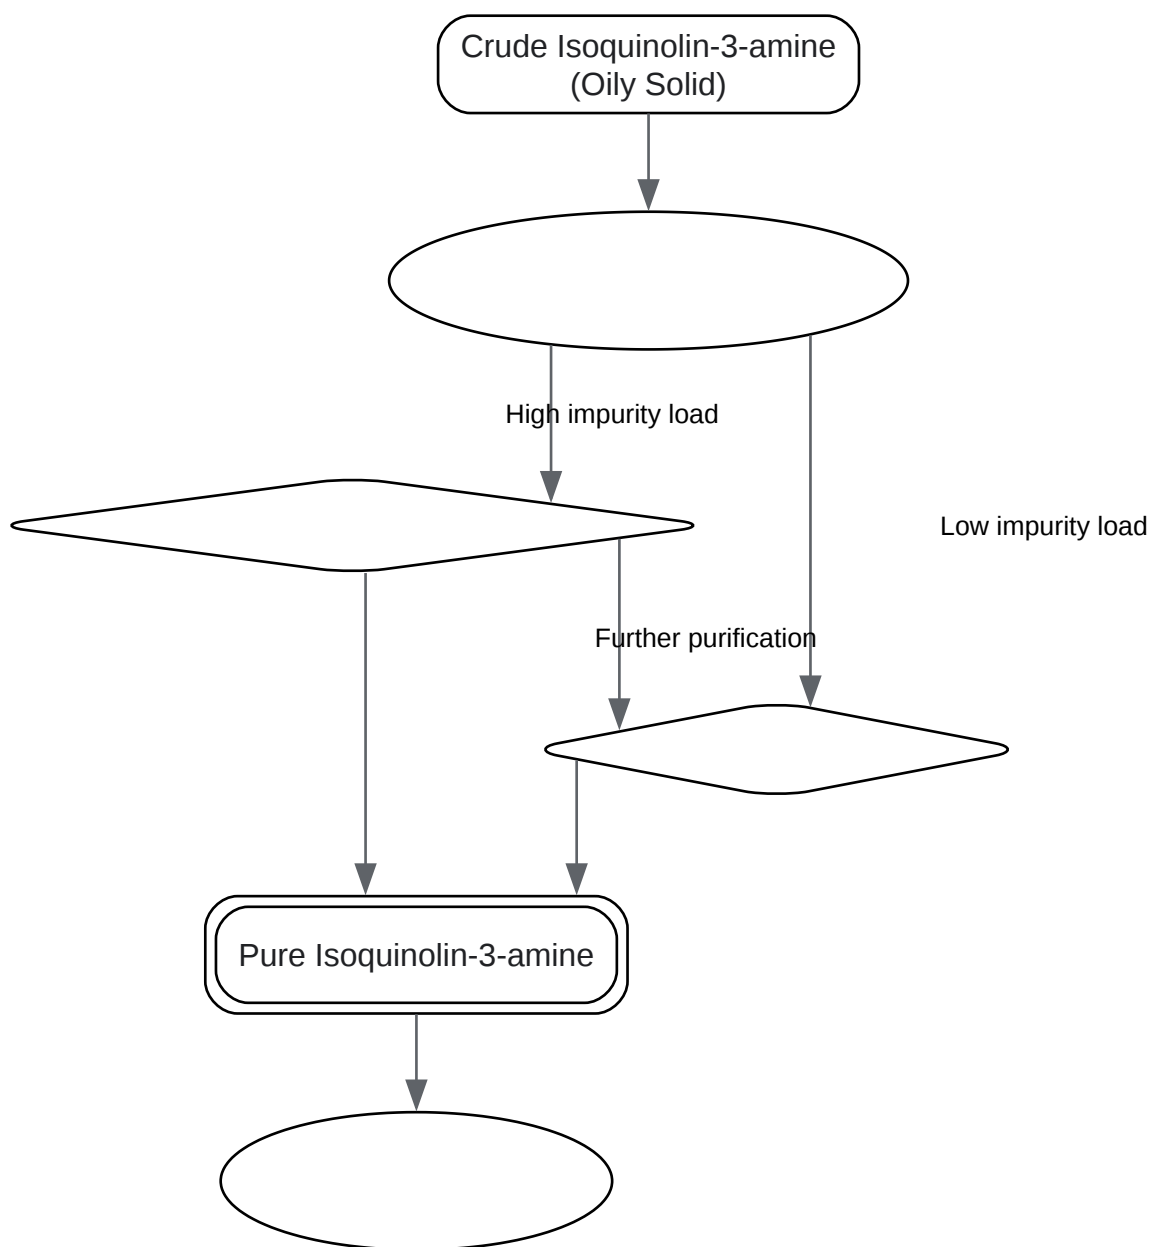 Crude Isoquinolin-3-amine
(Oily Solid)
High impurity load
Low impurity load
Further purification
Pure Isoquinolin-3-amine